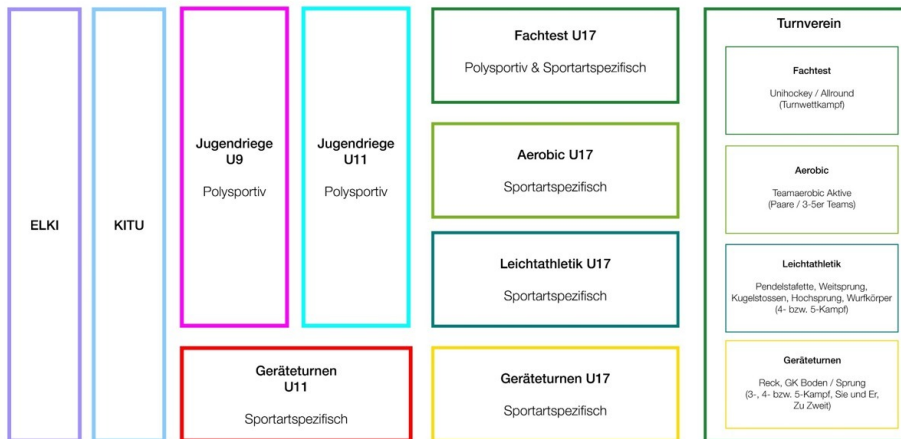 ELKI
KITU
Jugendriege
U9
Polysportiv
Jugendriege
U11
Polysportiv
Geräteturnen
U11
Sportartspezifisch
Fachtest U17
Polysportiv & Sportartspezifisch
Aerobic U17
Sportartspezifisch
Leichtathletik U17
Sportartspezifisch
Geräteturnen U17
Sportartspezifisch
Turnverein
Fachtest
Unihockey / Allround
(Turnwettkampf)
Aerobic
Teamaerobic Aktive
(Paare / 3-5er Teams)
Leichtathletik
Pendelstafette, Weitsprung,
Kugelstossen, Hochsprung, Wurfkörper
(4- bzw. 5-Kampf)
Geräteturnen
Reck, GK Boden / Sprung
(3-, 4- bzw. 5-Kampf, Sie und Er,
Zu Zweit)